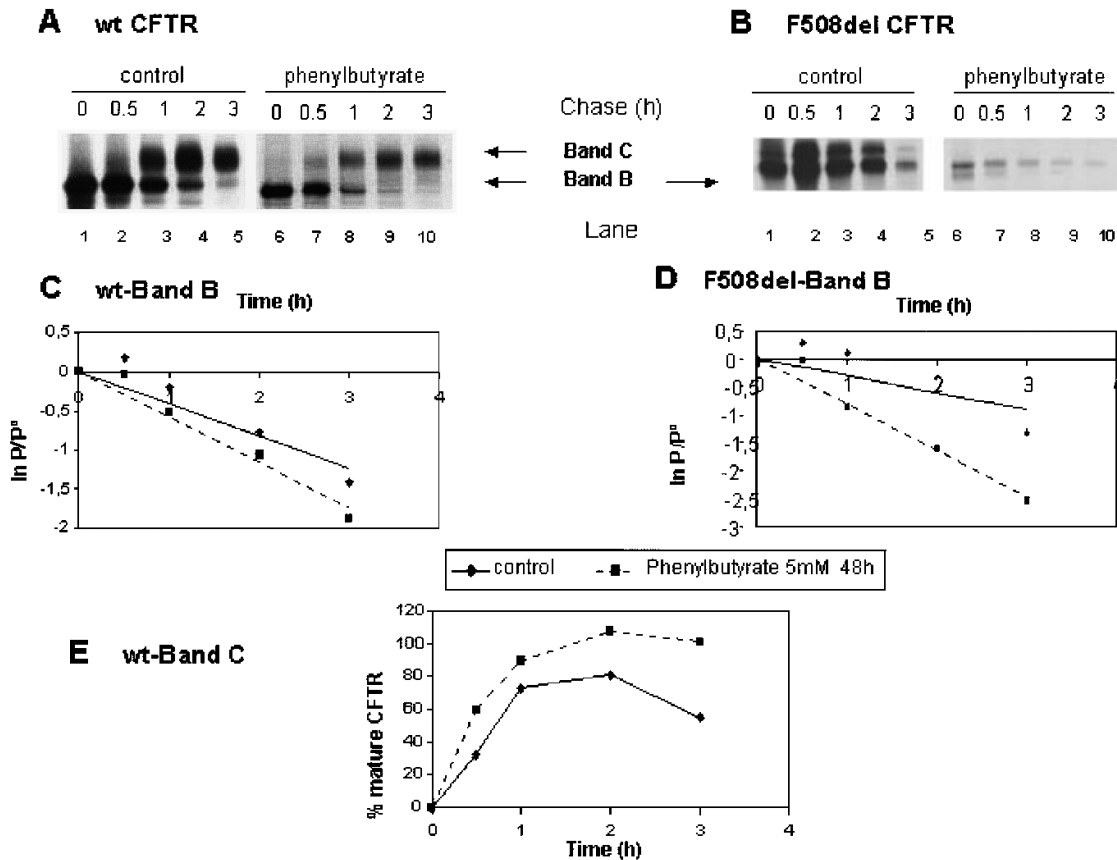 A wt CFTR
control phenylbutyrate
0 0.5 1 2 3 0 0.5 1 2 3
1 2 3 4 5 6 7 8 9 10
Chase (h)
Band C
Band B
Lane
B F508del CFTR
control phenylbutyrate
0 0.5 1 2 3 0 0.5 1 2 3
1 2 3 4 5 6 7 8 9 10
C wt-Band B
Time (h)
0,5
0
-0,5
-1
-1,5
-2
0 1 2 3 4
ln P/Pº
D F508del-Band B
Time (h)
0,5
0
-0,5
-1
-1,5
-2
-2,5
-3
0 1 2 3 4
ln P/Pº
control Phenylbutyrate 5mM 48h
E wt-Band C
120
100
80
60
40
20
0
0 1 2 3 4
% mature CFTR
Time (h)